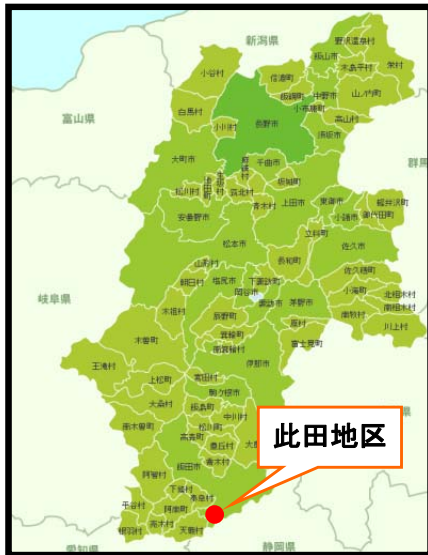 新潟県
野沢温泉村
飯山市
栄村
小谷村
信濃町
木島平村
飯綱町
中野市
山ノ内町
白馬村
小布施町
長野市
高山村
小川村
須坂市
富山県
大町市
千曲市
群馬
麻績村
生坂村
池田町
松川村
筑北村
坂城町
上田市
東御市
軽井沢町
青木村
小諸市
御代田町
安曇野市
立科町
佐久市
松本市
長和町
山形村
佐久穂町
朝日村
塩尻市
下諏訪町
岡谷市
小海町
北相木村
諏訪市
茅野市
南相木村
岐阜県
木祖村
辰野町
南牧村
原村
川上村
木曽町
箕輪町
富士見町
南箕輪村
伊那市
王滝村
上松町
宮田村
駒ケ根市
大桑村
飯島町
中川村
南木曽町
松川町
大鹿
此田地区
高森町
豊丘村
喬木村
飯田市
阿智村
下條村
泰阜村
平谷村
阿南町
売木村
天龍村
根羽村
愛知県
静岡県
県